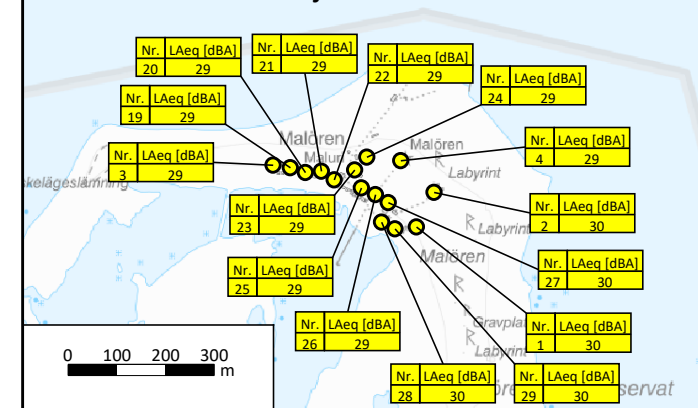 Nr. LAeq [dBA]
20 29
Nr. LAeq [dBA]
21 29
Nr. LAeq [dBA]
22 29
Nr. LAeq [dBA]
24 29
Nr. LAeq [dBA]
19 29
Nr. LAeq [dBA]
4 29
Nr. LAeq [dBA]
3 29
Malören
Malören
Labyrint
Nr. LAeq [dBA]
23 29
Nr. LAeq [dBA]
2 30
Labyrint
Malören
Nr. LAeq [dBA]
25 29
Nr. LAeq [dBA]
27 30
Nr. LAeq [dBA]
26 29
Nr. LAeq [dBA]
1 30
Gravplat
Labyrint
0 100 200 300
m
Nr. LAeq [dBA]
28 30
Nr. LAeq [dBA]
29 30
servat